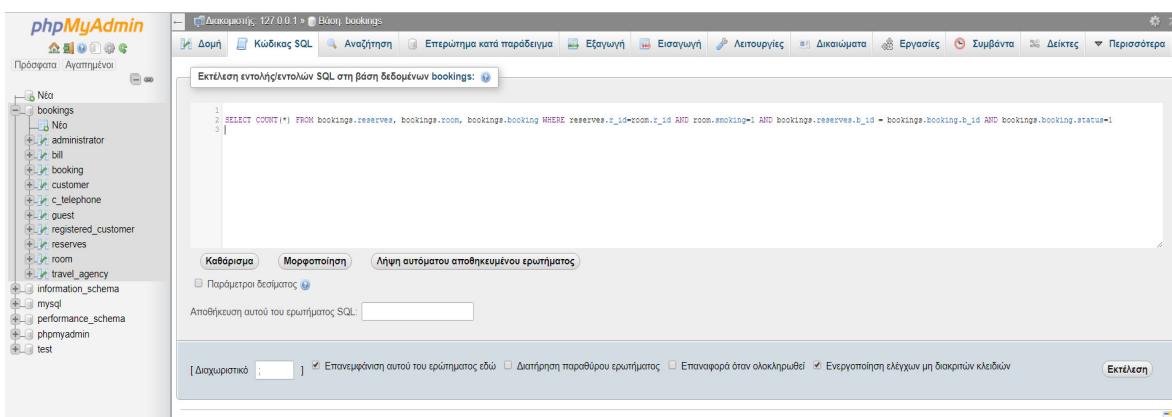 phpMyAdmin
Πρόσφατα Αγαπημένοι
Νέα
bookings
Νέο
administrator
bill
booking
customer
c_telephone
guest
registered_customer
reserves
room
travel_agency
information_schema
mysql
performance_schema
phpmyadmin
test
Διακομιστής: 127.0.0.1 » Βάση: bookings
Δομή Κώδικας SQL Αναζήτηση Επερώτημα κατά παράδειγμα Εξαγωγή Εισαγωγή Λειτουργίες Δικαιώματα Εργασίες Συμβάντα Δείκτες Περισσότερα
Εκτέλεση εντολής/εντολών SQL στη βάση δεδομένων bookings:
1
2 SELECT COUNT(*) FROM bookings.reserves, bookings.room, bookings.booking WHERE reserves.r_id=room.r_id AND room.smoking=1 AND bookings.reserves.b_id = bookings.booking.b_id AND bookings.booking.status=1
3
Καθάρισμα Μορφοποίηση Λήψη αυτόματου αποθηκευμένου ερωτήματος
Παράμετροι δεσίματος
Αποθήκευση αυτού του ερωτήματος SQL:
[ Διαχωριστικό ; ] Επανεμφάνιση αυτού του ερώτηματος εδώ Διατήρηση παραθύρου ερωτήματος Επαναφορά όταν ολοκληρωθεί Ενεργοποίηση ελέγχων μη διακριτών κλειδιών Εκτέλεση